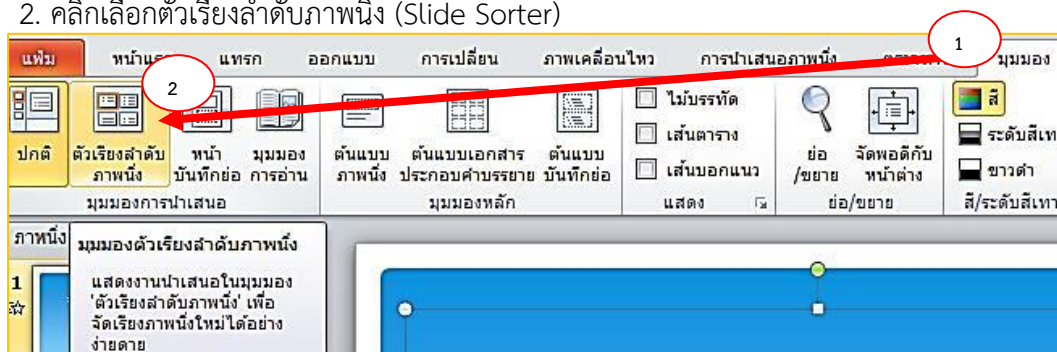 2. คลิกเลือกตัวเรียงลำดับภาพนิ่ง (Slide Sorter)
1
แฟ้ม หน้าแรก แทรก ออกแบบ การเปลี่ยน ภาพเคลื่อนไหว การนำเสนอภาพนิ่ง มุมมอง
2
ไม้บรรทัด สี
เส้นตาราง ระดับสีเท
เส้นบอกแนว ขาวดำ
ปกติ ตัวเรียงลำดับ หน้า มุมมอง ต้นแบบ ต้นแบบเอกสาร ต้นแบบ ย่อ จัดพอดีกับ
ภาพนิ่ง บันทึกย่อ การอ่าน ภาพนิ่ง ประกอบคำบรรยาย บันทึกย่อ /ขยาย หน้าต่าง
มุมมองการนำเสนอ มุมมองหลัก แสดง ย่อ/ขยาย สี/ระดับสีเทา
ภาพนิ่ง มุมมองตัวเรียงลำดับภาพนิ่ง
1 แสดงงานนำเสนอในมุมมอง
'ตัวเรียงลำดับภาพนิ่ง' เพื่อ
จัดเรียงภาพนิ่งใหม่ได้อย่าง
ง่ายดาย